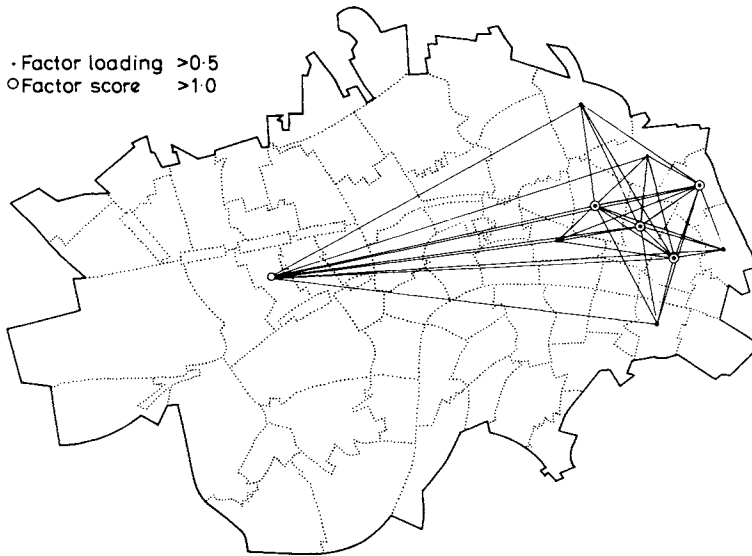 · Factor loading >0·5
○ Factor score >1·0